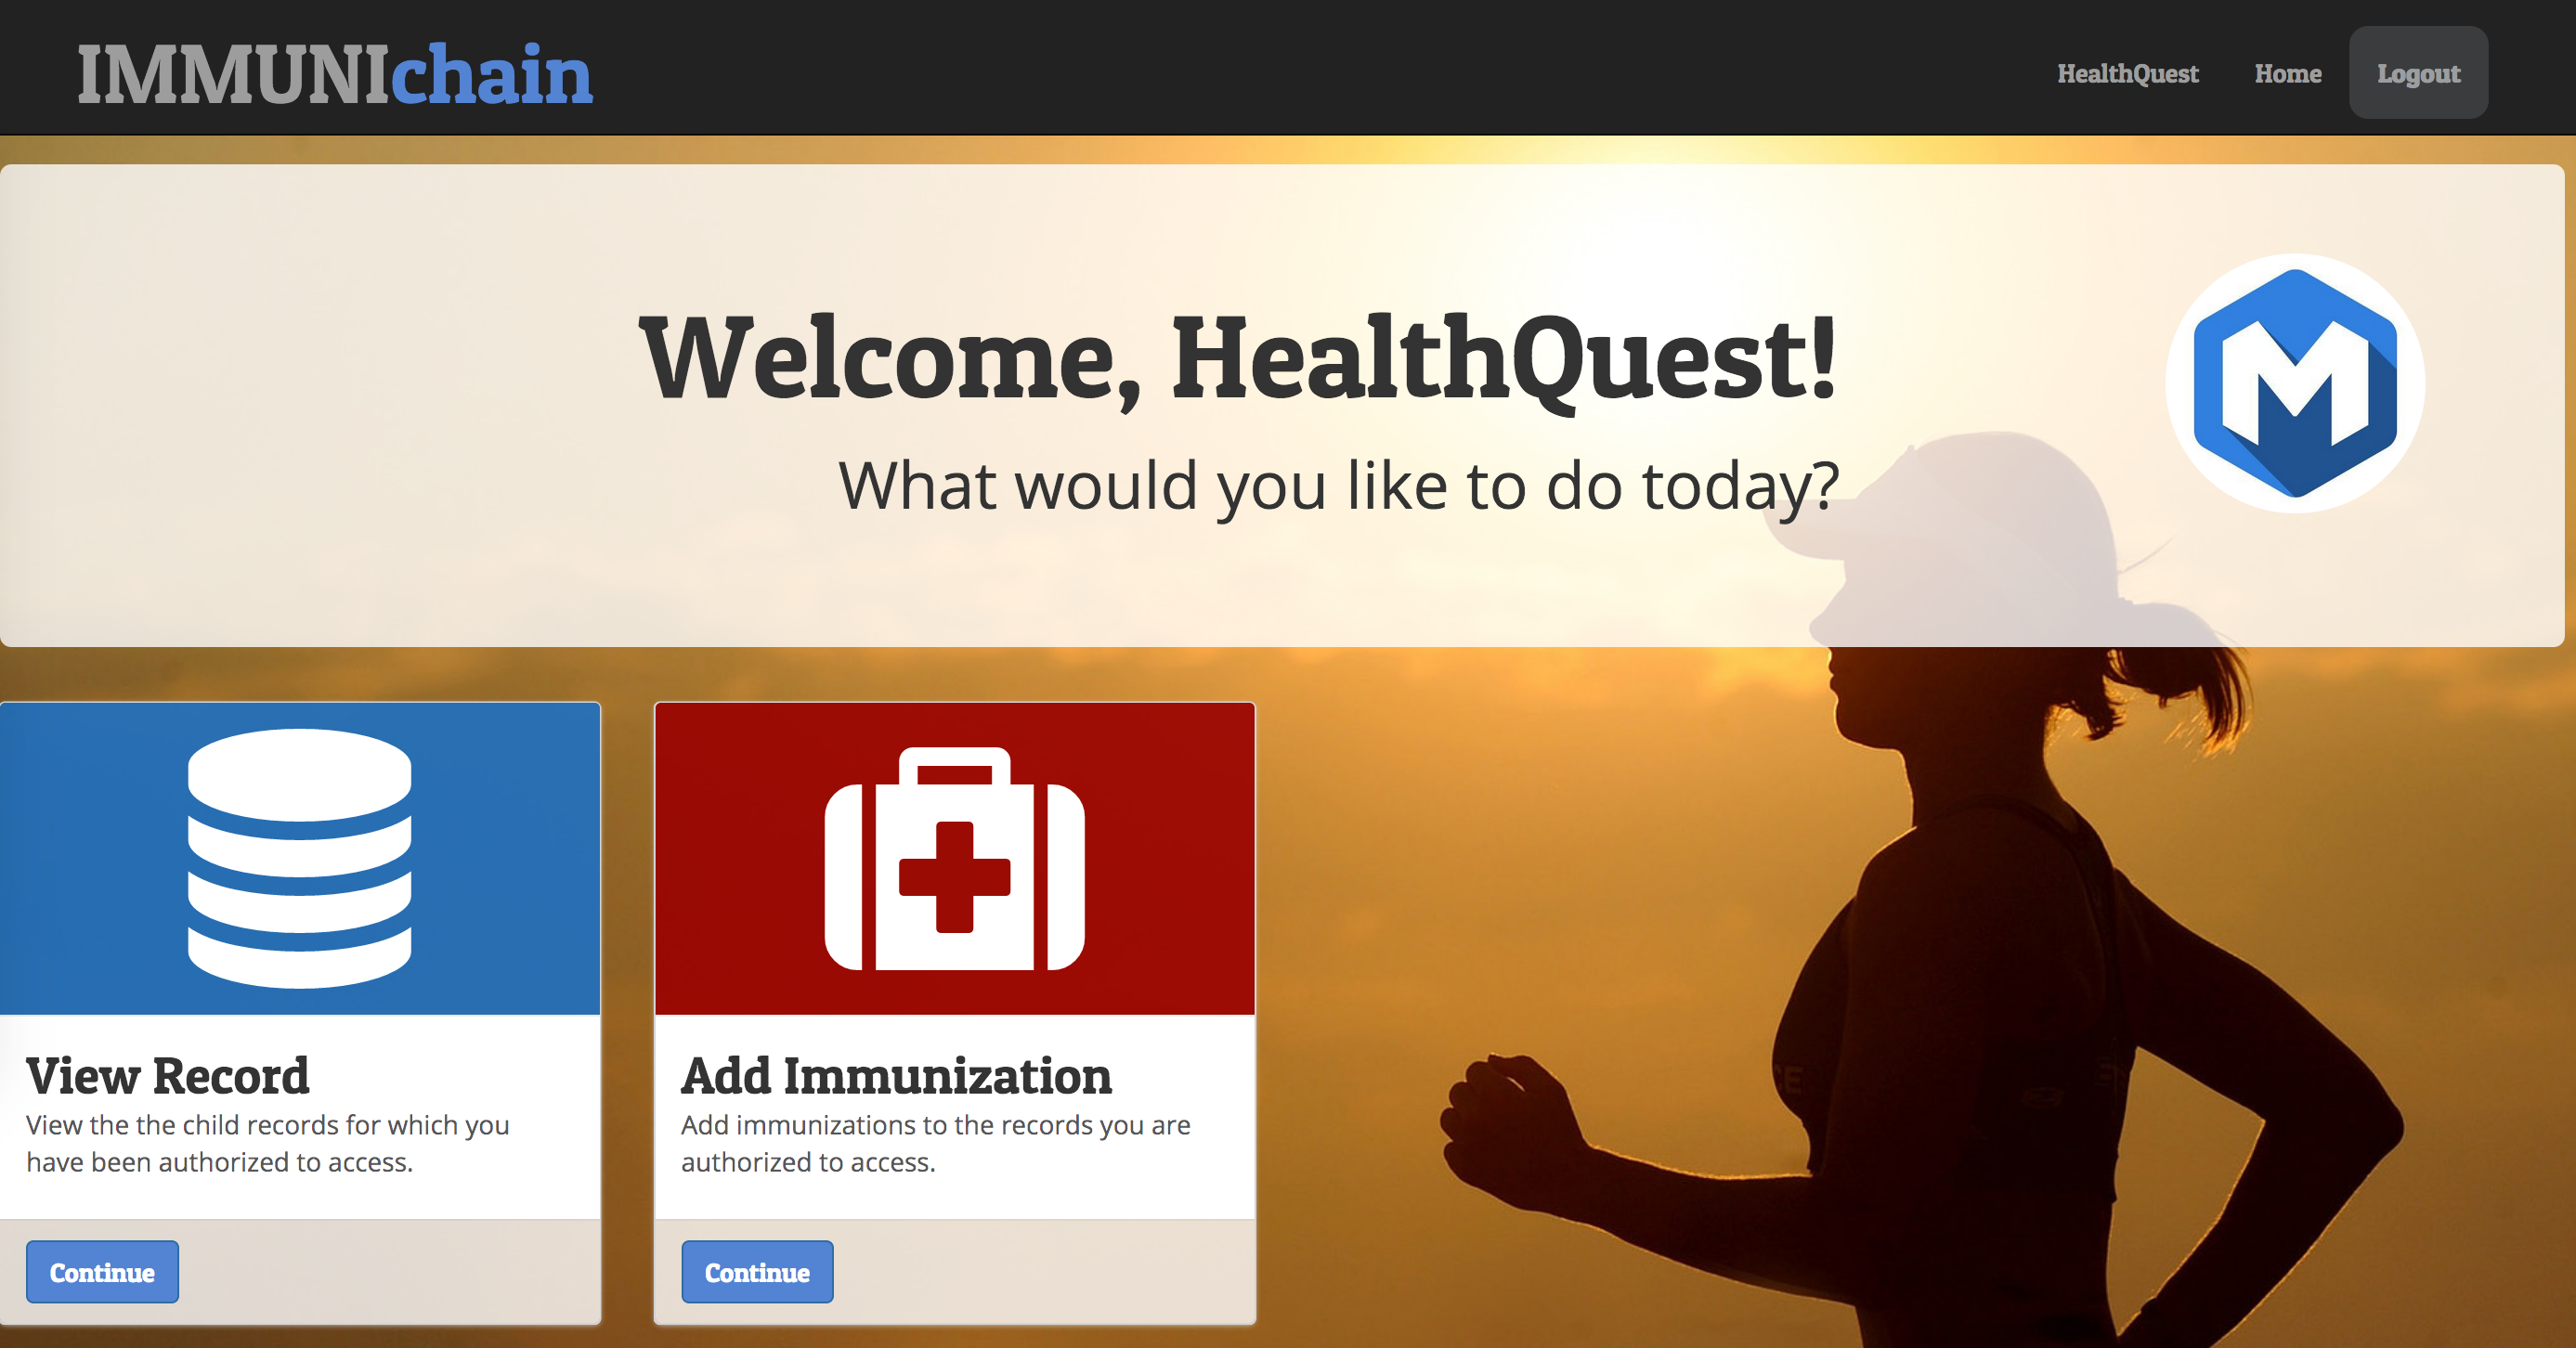 IMMUNIchain
HealthQuest
Home
Logout
Welcome, HealthQuest!
What would you like to do today?
M
View Record
View the the child records for which you
have been authorized to access.
Continue
Add Immunization
Add immunizations to the records you are
authorized to access.
Continue